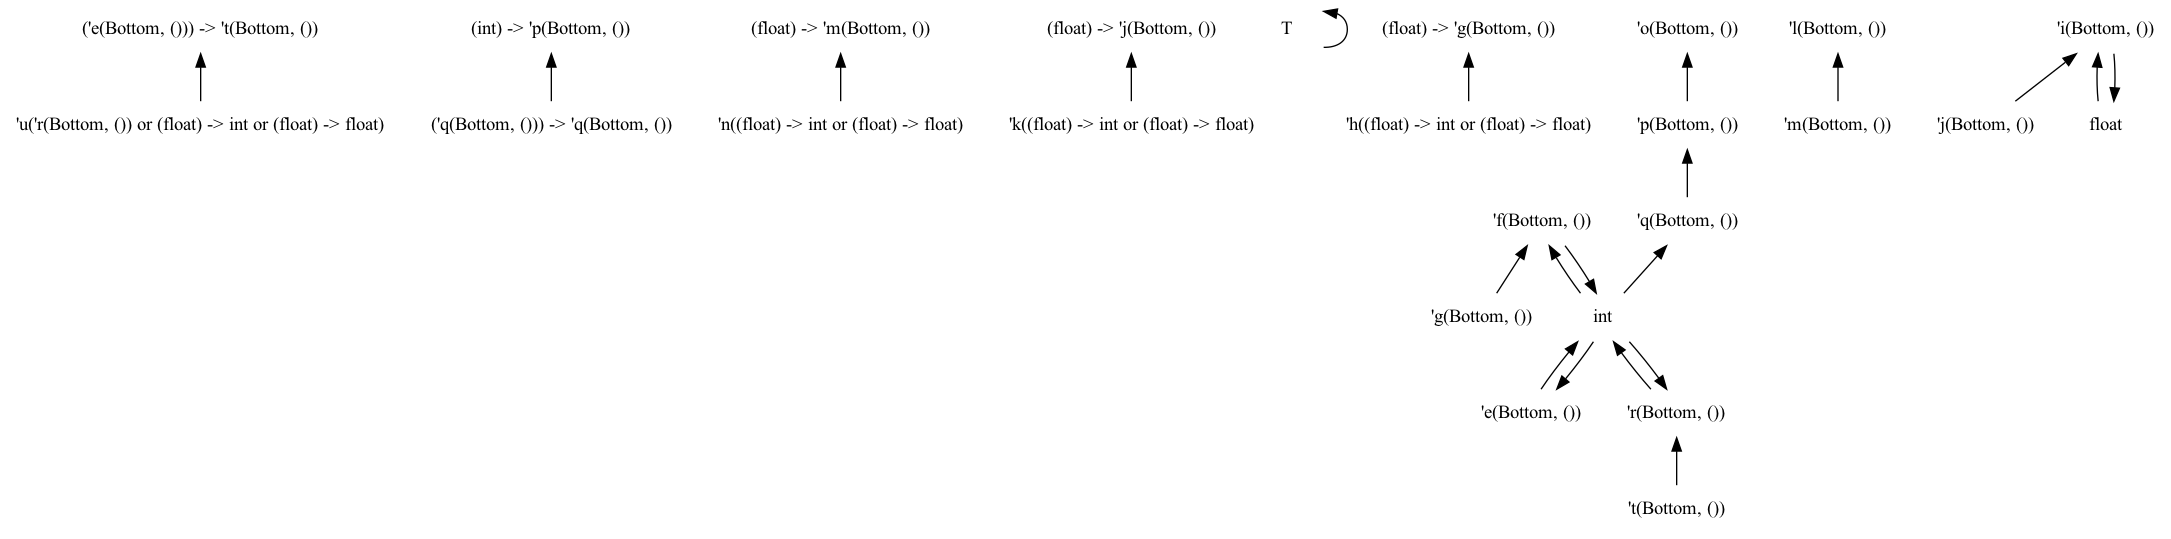 ('e(Bottom, ())) -> 't(Bottom, ())
(int) -> 'p(Bottom, ())
(float) -> 'm(Bottom, ())
(float) -> 'j(Bottom, ())
T
(float) -> 'g(Bottom, ())
'o(Bottom, ())
'l(Bottom, ())
'i(Bottom, ())
'u('r(Bottom, ()) or (float) -> int or (float) -> float)
('q(Bottom, ())) -> 'q(Bottom, ())
'n((float) -> int or (float) -> float)
'k((float) -> int or (float) -> float)
'h((float) -> int or (float) -> float)
'p(Bottom, ())
'm(Bottom, ())
'j(Bottom, ())
float
'f(Bottom, ())
'q(Bottom, ())
'g(Bottom, ())
int
'e(Bottom, ())
'r(Bottom, ())
't(Bottom, ())